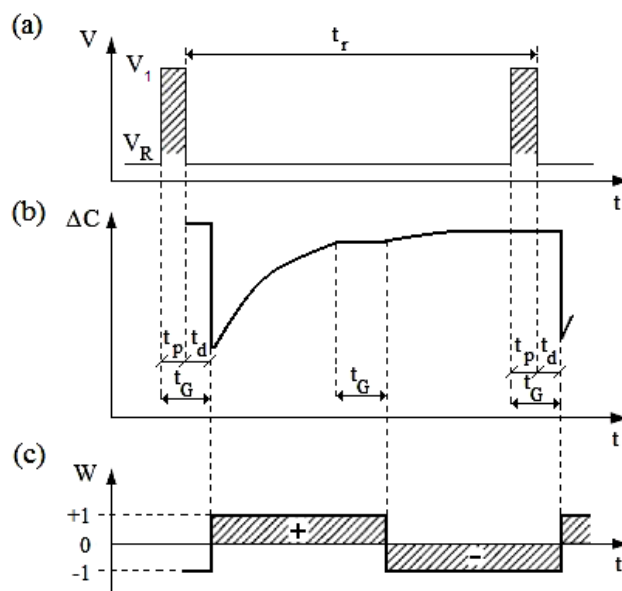 (a)
V
t_r
V_1
V_R
t
(b)
ΔC
t_p t_d
t_G
t_G
t_p t_d
t_G
t
(c)
W
+1
+
0
-
t
-1